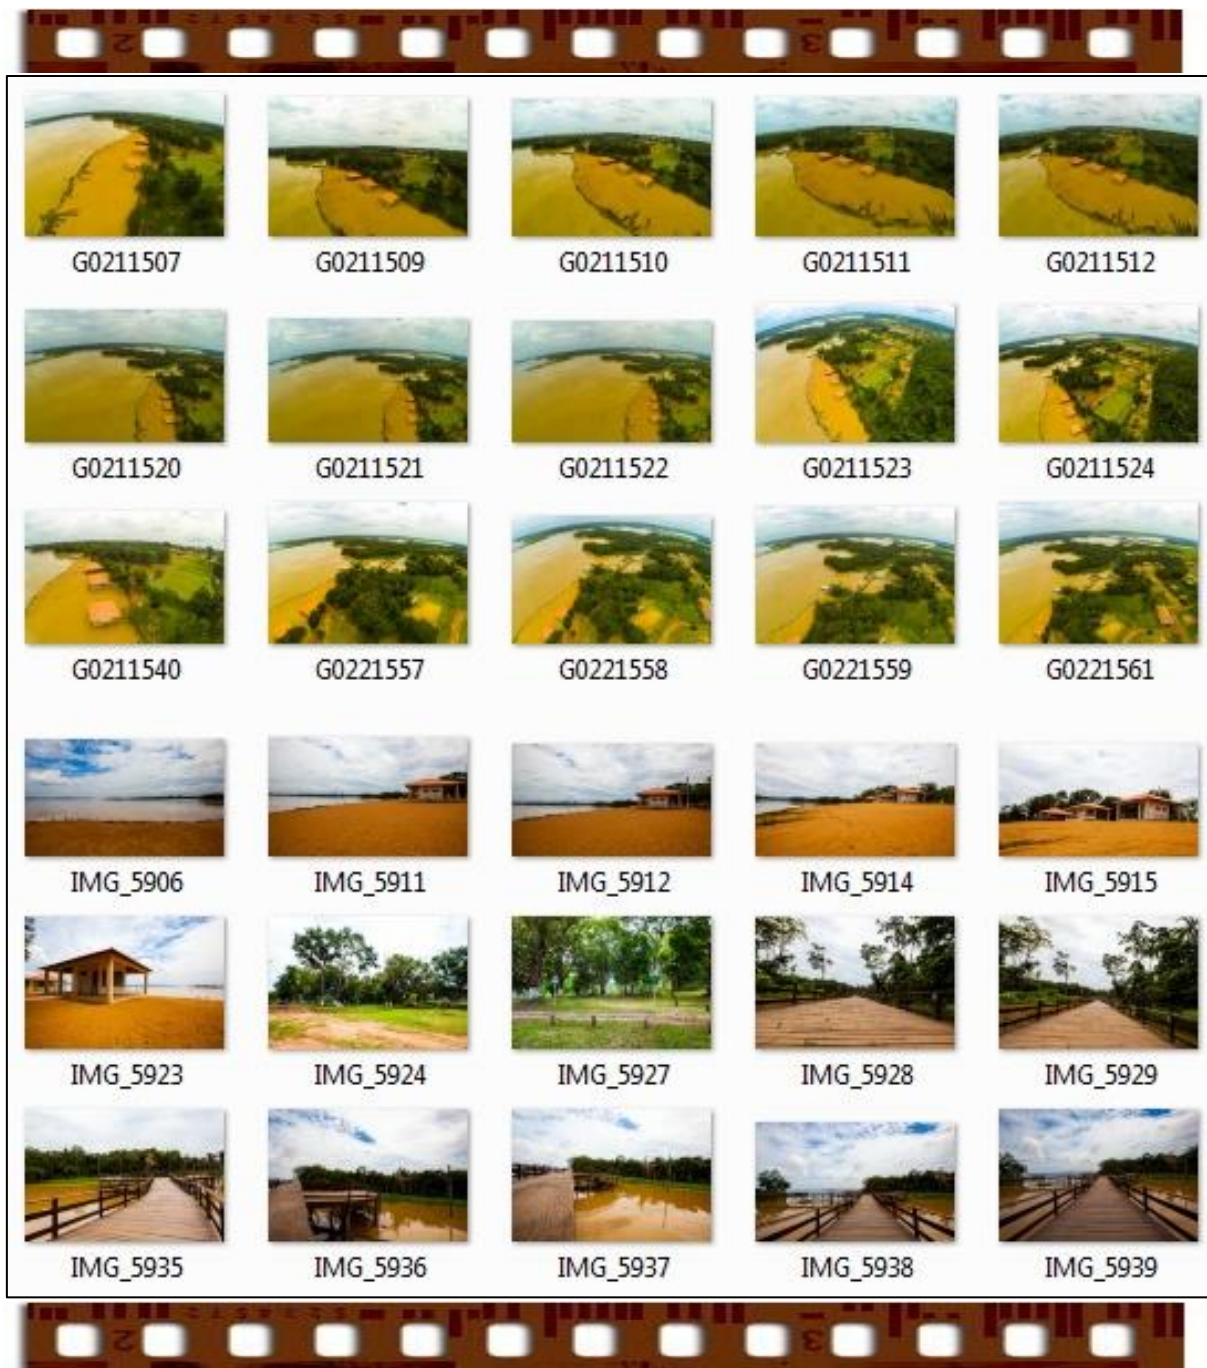 G0211507 G0211509 G0211510 G0211511 G0211512
G0211520 G0211521 G0211522 G0211523 G0211524
G0211540 G0221557 G0221558 G0221559 G0221561
IMG_5906 IMG_5911 IMG_5912 IMG_5914 IMG_5915
IMG_5923 IMG_5924 IMG_5927 IMG_5928 IMG_5929
IMG_5935 IMG_5936 IMG_5937 IMG_5938 IMG_5939